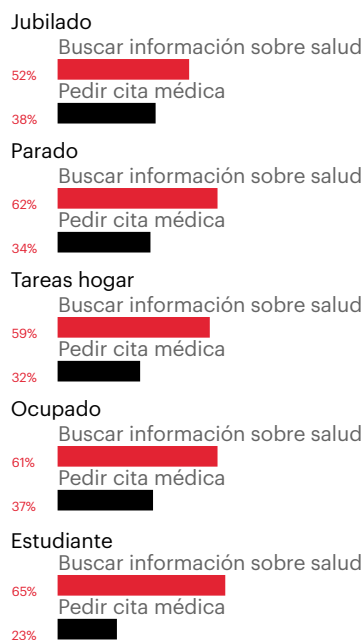 Jubilado
Buscar información sobre salud
52%
Pedir cita médica
38%
Parado
Buscar información sobre salud
62%
Pedir cita médica
34%
Tareas hogar
Buscar información sobre salud
59%
Pedir cita médica
32%
Ocupado
Buscar información sobre salud
61%
Pedir cita médica
37%
Estudiante
Buscar información sobre salud
65%
Pedir cita médica
23%